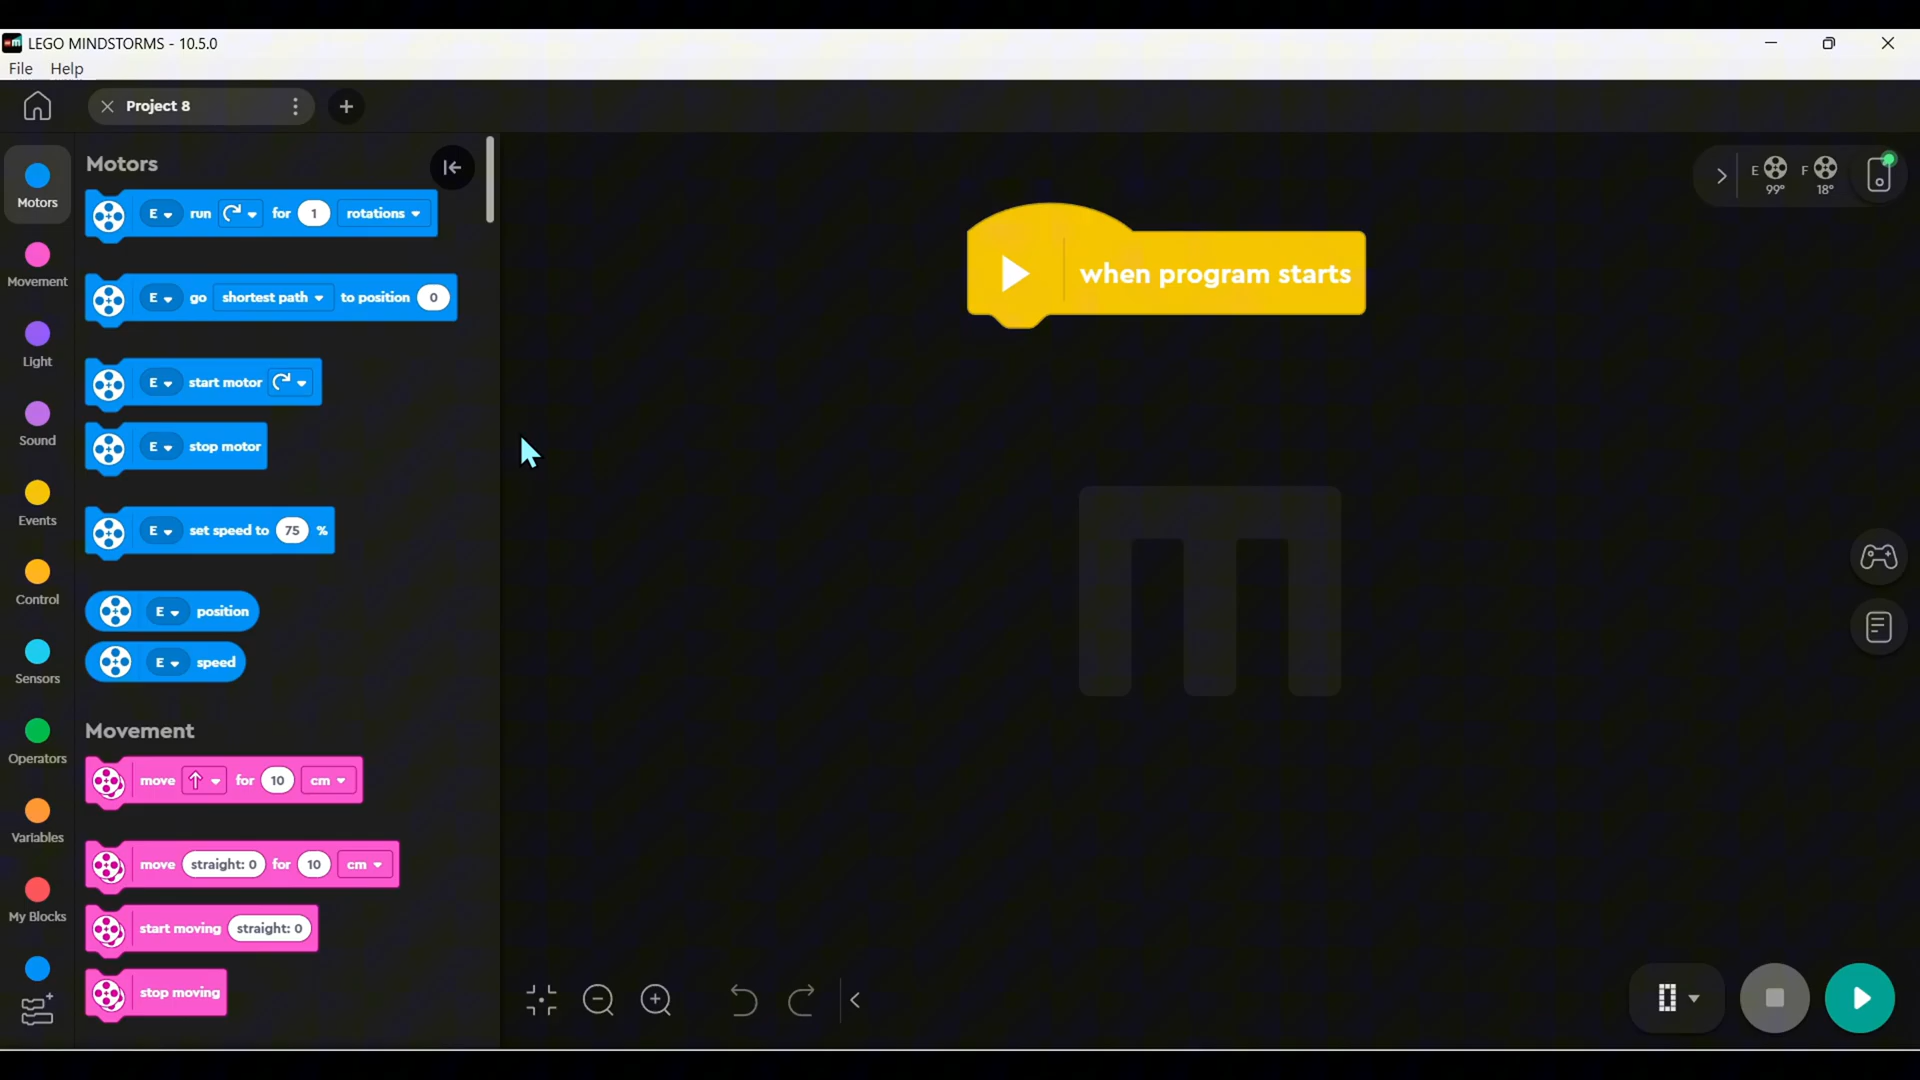 LEGO MINDSTORMS - 10.5.0
File Help
Project 8
Motors
Movement
Light
Sound
Events
Control
Sensors
Operators
Variables
My Blocks
Motors
E run for 1 rotations
E go shortest path to position 0
E start motor
E stop motor
E set speed to 75 %
E position
E speed
Movement
move for 10 cm
move straight: 0 for 10 cm
start moving straight: 0
stop moving
when program starts
E 99° F 18°
0